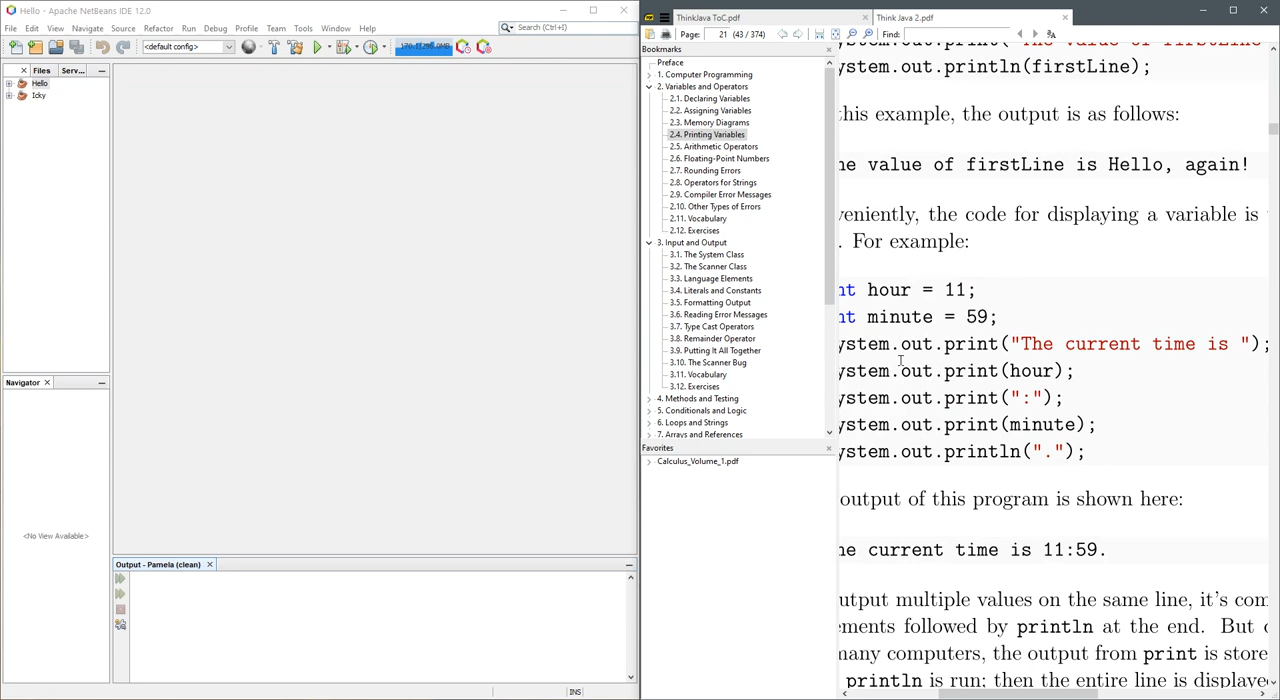 Hello - Apache NetBeans IDE 12.0
File Edit View Navigate Source Refactor Run Debug Profile Team Tools Window Help
Search (Ctrl+I)
<default config>
Files Serv...
Hello
Icky
Navigator
<No View Available>
Output - Pamela (clean)
INS
ThinkJava ToC.pdf
Think Java 2.pdf
Page: 21 (43 / 374) Find:
Bookmarks
Preface
1. Computer Programming
2. Variables and Operators
2.1. Declaring Variables
2.2. Assigning Variables
2.3. Memory Diagrams
2.4. Printing Variables
2.5. Arithmetic Operators
2.6. Floating-Point Numbers
2.7. Rounding Errors
2.8. Operators for Strings
2.9. Compiler Error Messages
2.10. Other Types of Errors
2.11. Vocabulary
2.12. Exercises
3. Input and Output
3.1. The System Class
3.2. The Scanner Class
3.3. Language Elements
3.4. Literals and Constants
3.5. Formatting Output
3.6. Reading Error Messages
3.7. Type Cast Operators
3.8. Remainder Operator
3.9. Putting It All Together
3.10. The Scanner Bug
3.11. Vocabulary
3.12. Exercises
4. Methods and Testing
5. Conditionals and Logic
6. Loops and Strings
7. Arrays and References
Favorites
Calculus_Volume_1.pdf
ystem.out.print("The value of firstLine
ystem.out.println(firstLine);
this example, the output is as follows:
he value of firstLine is Hello, again!
veniently, the code for displaying a variable is
. For example:
nt hour = 11;
nt minute = 59;
ystem.out.print("The current time is ");
ystem.out.print(hour);
ystem.out.print(":");
ystem.out.print(minute);
ystem.out.println(".");
output of this program is shown here:
he current time is 11:59.
utput multiple values on the same line, it's com
ements followed by println at the end. But
many computers, the output from print is store
println is run; then the entire line is displayed